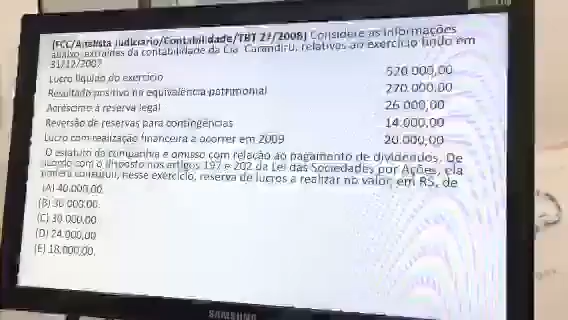 (FCC/Analista Judiciário/Contabilidade/TRT 2ª/2008) Considere as informações
abaixo, extraídas da contabilidade da Cia. Carandiru, relativas ao exercício findo em
31/12/2007
Lucro líquido do exercício 520.000,00
Resultado positivo na equivalência patrimonial 270.000,00
Acréscimo à reserva legal 26.000,00
Reversão de reservas para contingências 14.000,00
Lucro com realização financeira a ocorrer em 2009 20.000,00
O estatuto da companhia é omisso com relação ao pagamento de dividendos. De
acordo com o disposto nos artigos 197 e 202 da Lei das Sociedades por Ações, ela
poderá constituir, nesse exercício, reserva de lucros a realizar no valor, em R$, de
(A) 40.000,00.
(B) 36.000,00.
(C) 30.000,00
(D) 24.000,00
(E) 18.000,00.
SAMSUNG